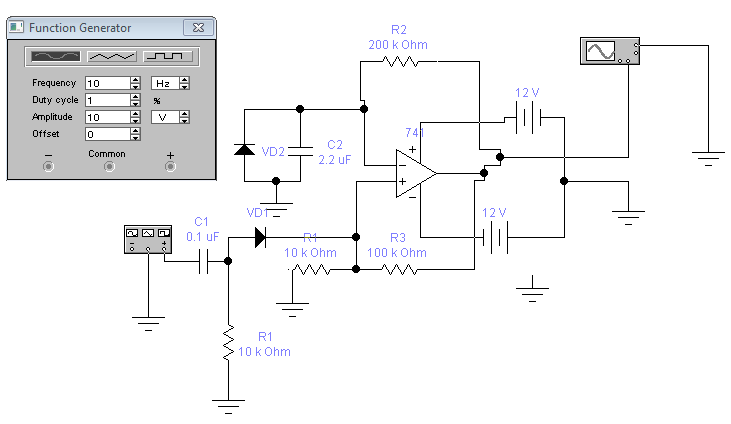 Function Generator
Frequency 10 Hz
Duty cycle 1 %
Amplitude 10 V
Offset 0
− Common +
R2
200 k Ohm
12 V
741
VD2
C2
2.2 uF
− +
+ −
C1
0.1 uF
VD1
12 V
R1
10 k Ohm
R3
100 k Ohm
− +
R1
10 k Ohm